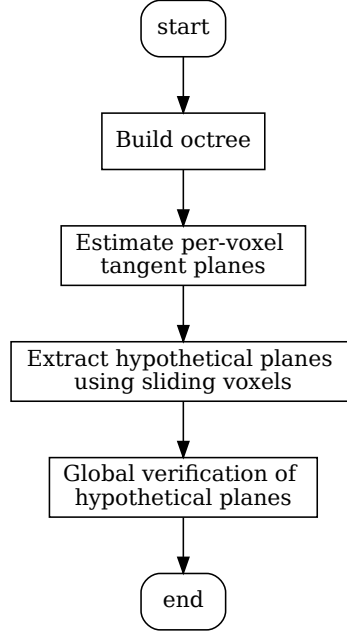 start
Build octree
Estimate per-voxel
tangent planes
Extract hypothetical planes
using sliding voxels
Global verification of
hypothetical planes
end